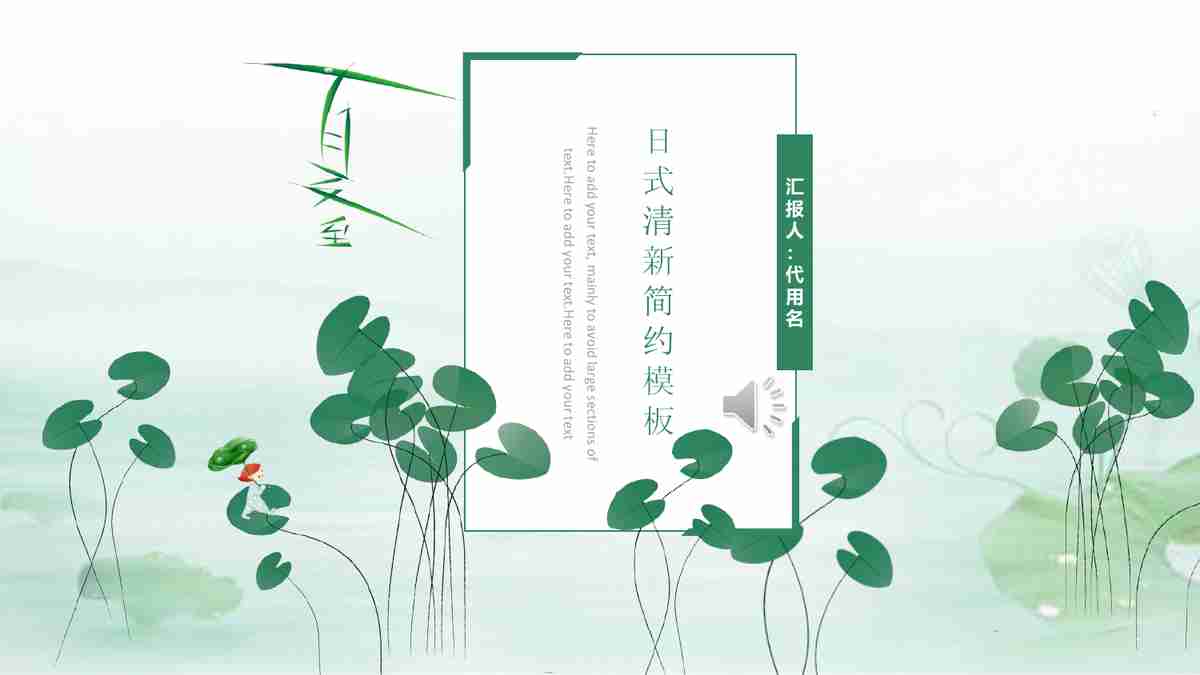 夏至
日式清新简约模板
Here to add your text, mainly to avoid large sections of
text.Here to add your text.Here to add your text
汇报人：代用名